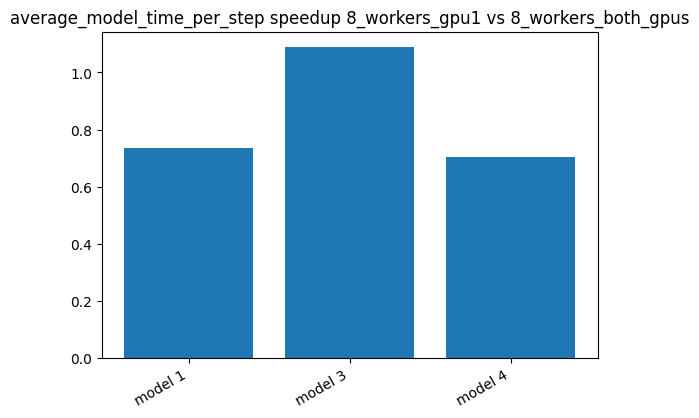 average_model_time_per_step speedup 8_workers_gpu1 vs 8_workers_both_gpus
1.0
0.8
0.6
0.4
0.2
0.0
model 1
model 3
model 4